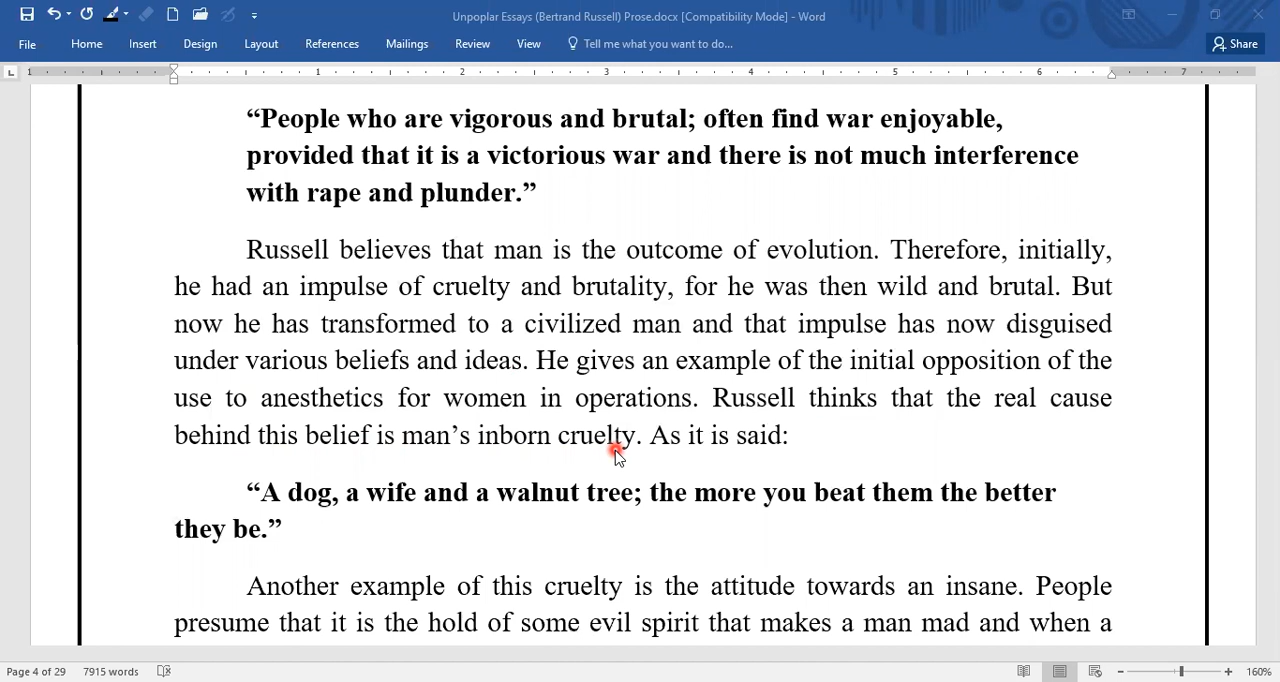 Unpoplar Essays (Bertrand Russell) Prose.docx [Compatibility Mode] - Word
File Home Insert Design Layout References Mailings Review View Tell me what you want to do... Share
1 1 2 3 4 5 6 7
“People who are vigorous and brutal; often find war enjoyable,
provided that it is a victorious war and there is not much interference
with rape and plunder.”
Russell believes that man is the outcome of evolution. Therefore, initially,
he had an impulse of cruelty and brutality, for he was then wild and brutal. But
now he has transformed to a civilized man and that impulse has now disguised
under various beliefs and ideas. He gives an example of the initial opposition of the
use to anesthetics for women in operations. Russell thinks that the real cause
behind this belief is man’s inborn cruelty. As it is said:
“A dog, a wife and a walnut tree; the more you beat them the better
they be.”
Another example of this cruelty is the attitude towards an insane. People
presume that it is the hold of some evil spirit that makes a man mad and when a
Page 4 of 29 7915 words 160%